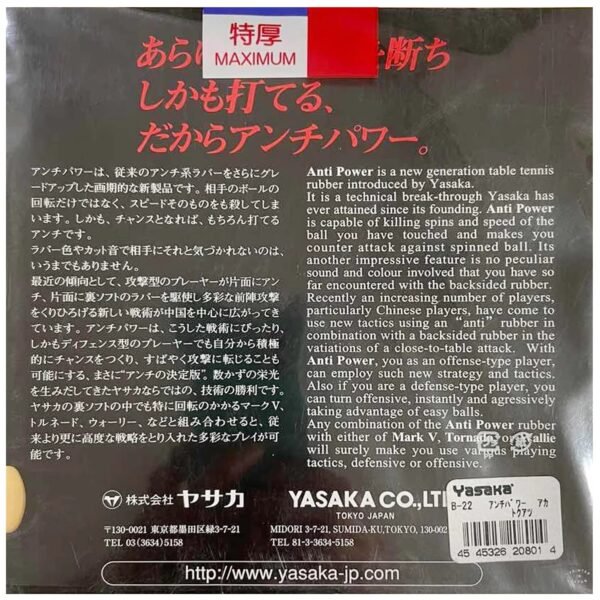 特厚
MAXIMUM
あら を断ち
しかも打てる、
だからアンチパワー。
アンチパワーは、従来のアンチ系ラバーをさらにグレ
ードアップした画期的な新製品です。相手のボールの
回転だけではなく、スピードそのものをも殺してしま
います。しかも、チャンスとなれば、もちろん打てる
アンチです。
ラバー色やカット音で相手にそれと気づかれないのは、
いうまでもありません。
最近の傾向として、攻撃型のプレーヤーが片面にアン
チ、片面に裏ソフトのラバーを駆使し多彩な前陣攻撃
をくりひろげる新しい戦術が中国を中心に広がってき
ています。アンチパワーは、こうした戦術にぴったり、
しかもディフェンス型のプレーヤーでも自分から積極
的にチャンスをつくり、すばやく攻撃に転じることも
可能にする、まさに“アンチの決定版”。数かずの栄光
を生みだしてきたヤサカならではの、技術の勝利です。
ヤサカの裏ソフトの中でも特に回転のかかるマークV、
トルネード、ウォーリー、などと組み合わせると、従
来より更に高度な戦略をとり入れた多彩なプレイが可
能です。
Anti Power is a new generation table tennis
rubber introduced by Yasaka.
It is a technical break-through Yasaka has
ever attained since its founding. Anti Power
is capable of killing spins and speed of the
ball you have touched and makes you
counter attack against spinned ball. Its
another impressive feature is no peculiar
sound and colour involved that you have so
far encountered with the backsided rubber.
Recently an increasing number of players,
particularly Chinese players, have come to
use new tactics using an “anti” rubber in
combination with a backsided rubber in the
vatiations of a close-to-table attack. With
Anti Power, you as an offense-type player,
can employ such new strategy and tactics.
Also if you are a defense-type player, you
can turn offensive, instantly and agressively
taking advantage of easy balls.
Any combination of the Anti Power rubber
with either of Mark V, Tornado or Wallie
will surely make you use various playing
tactics, defensive or offensive.
株式会社 ヤサカ
〒130-0021 東京都墨田区緑3-7-21
TEL 03(3634)5158
YASAKA CO.,LT
TOKYO JAPAN
MIDORI 3-7-21, SUMIDA-KU,TOKYO, 130-002
TEL 81-3-3634-5158
Yasaka
B-22 アンチパワー アカ
トクアツ
45 45326 20801 4
http://www.yasaka-jp.com/